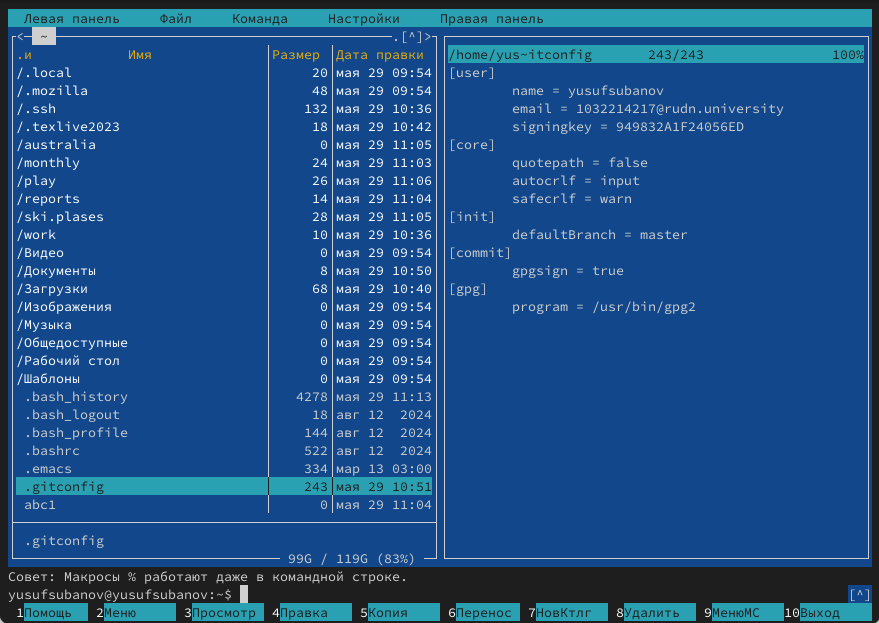 Левая панель Файл Команда Настройки Правая панель
<─ ~ .[^]>
.и Имя Размер Дата правки
/.local 20 мая 29 09:54
/.mozilla 48 мая 29 09:54
/.ssh 132 мая 29 10:36
/.texlive2023 18 мая 29 10:42
/australia 0 мая 29 11:05
/monthly 24 мая 29 11:03
/play 26 мая 29 11:06
/reports 14 мая 29 11:04
/ski.plases 28 мая 29 11:05
/work 10 мая 29 10:36
/Видео 0 мая 29 09:54
/Документы 8 мая 29 10:50
/Загрузки 68 мая 29 10:40
/Изображения 0 мая 29 09:54
/Музыка 0 мая 29 09:54
/Общедоступные 0 мая 29 09:54
/Рабочий стол 0 мая 29 09:54
/Шаблоны 0 мая 29 09:54
.bash_history 4278 мая 29 11:13
.bash_logout 18 авг 12 2024
.bash_profile 144 авг 12 2024
.bashrc 522 авг 12 2024
.emacs 334 мар 13 03:00
.gitconfig 243 мая 29 10:51
abc1 0 мая 29 11:04
.gitconfig
99G / 119G (83%)
/home/yus~itconfig 243/243 100%
[user]
name = yusufsubanov
email = 1032214217@rudn.university
signingkey = 949832A1F24056ED
[core]
quotepath = false
autocrlf = input
safecrlf = warn
[init]
defaultBranch = master
[commit]
gpgsign = true
[gpg]
program = /usr/bin/gpg2
Совет: Макросы % работают даже в командной строке.
yusufsubanov@yusufsubanov:~$ [^]
1Помощь 2Меню 3Просмотр 4Правка 5Копия 6Перенос 7НовКтлг 8Удалить 9МенюМС 10Выход